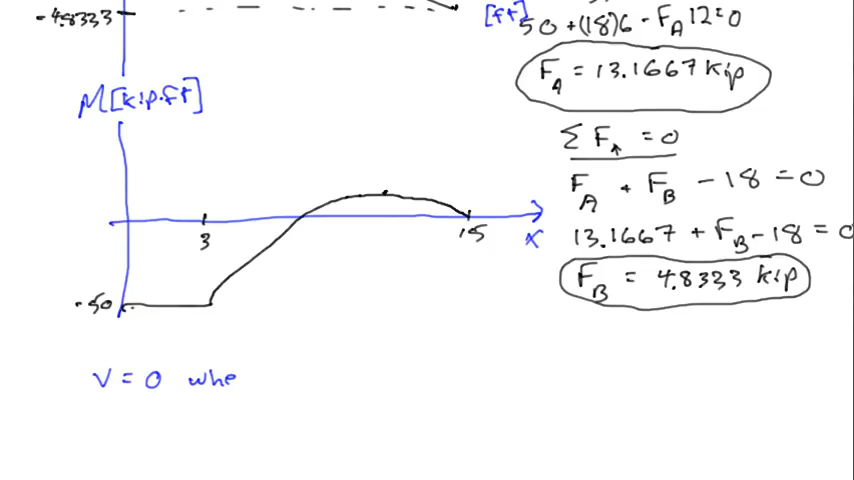 -4.8333
[ft]
50 + (18)6 - F_A 12 = 0
F_A = 13.1667 kip
M[kip.ft]
Σ F↑ = 0
F_A + F_B - 18 = 0
3
15
x
13.1667 + F_B - 18 = 0
F_B = 4.8333 kip
-50
V = 0 whe